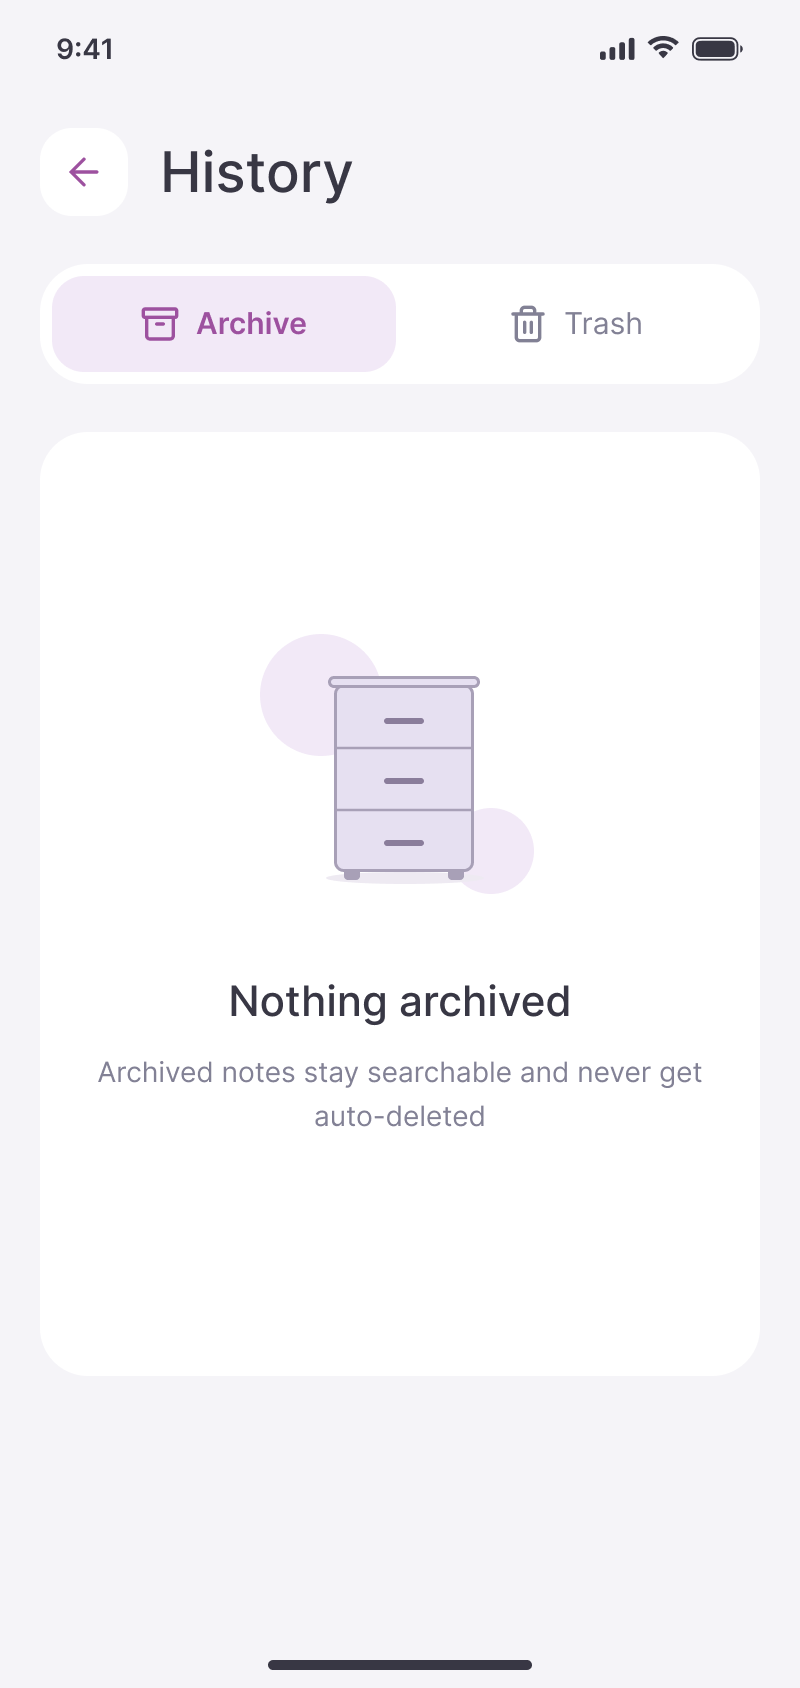 9:41
History
Archive
Trash
Nothing archived
Archived notes stay searchable and never get
auto-deleted